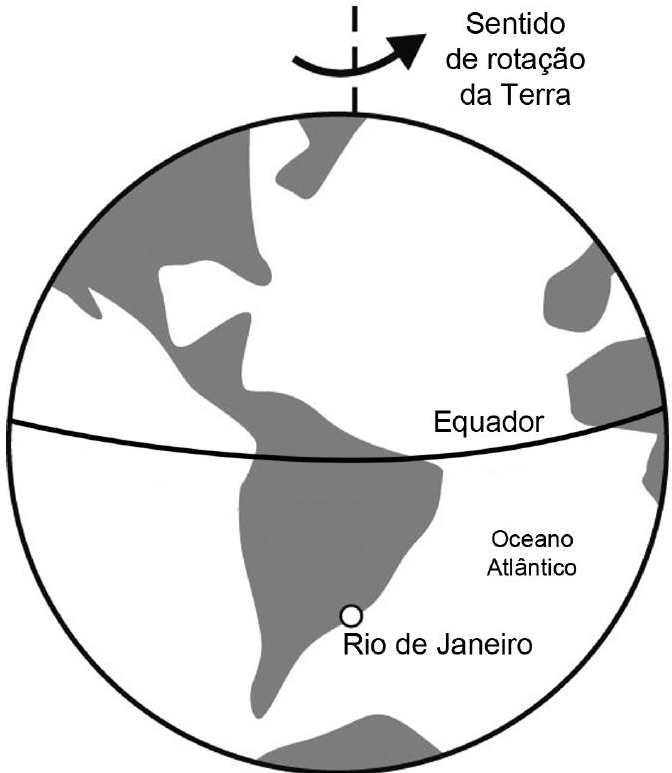 Sentido
de rotação
da Terra
Equador
Oceano
Atlântico
Rio de Janeiro